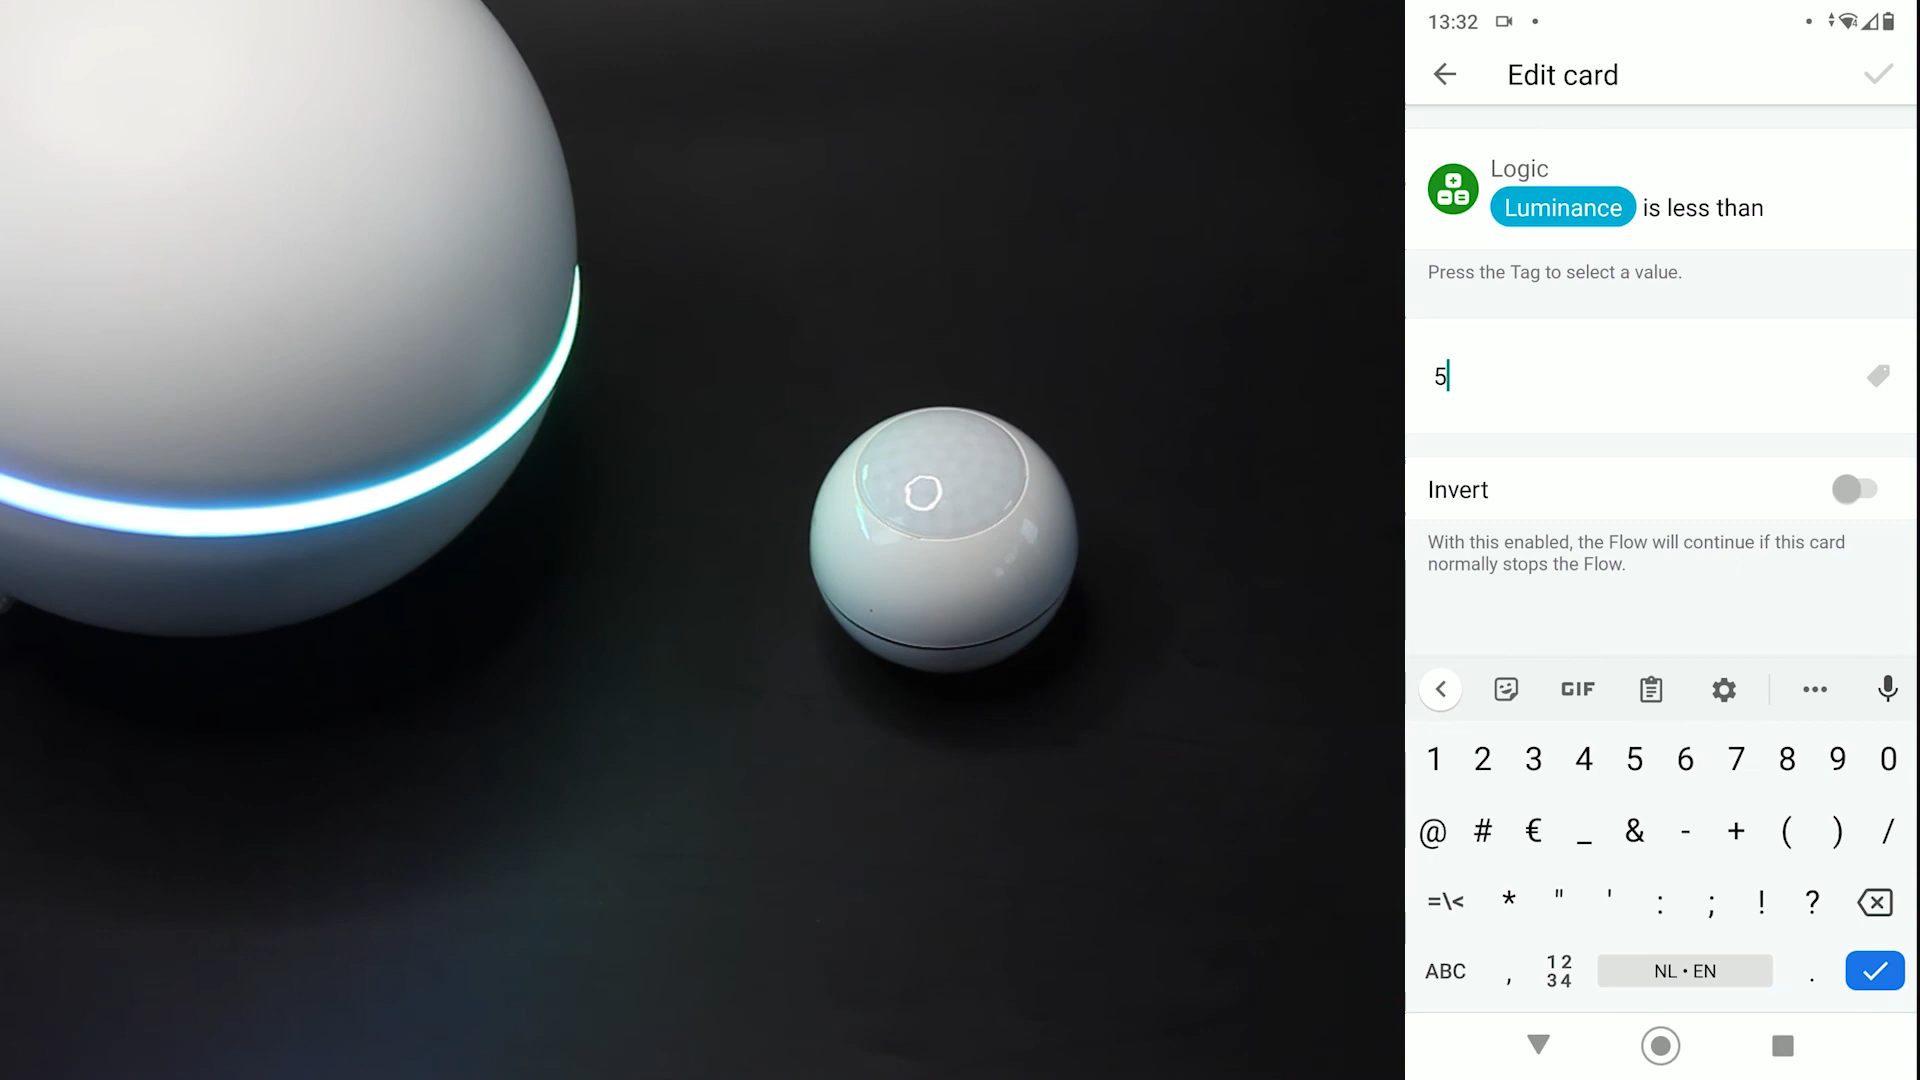 13:32
Edit card
Logic
Luminance is less than
Press the Tag to select a value.
5
Invert
With this enabled, the Flow will continue if this card
normally stops the Flow.
GIF
1 2 3 4 5 6 7 8 9 0
@ # € _ & - + ( ) /
=\< * " ' : ; ! ?
ABC , 12 34 NL • EN .